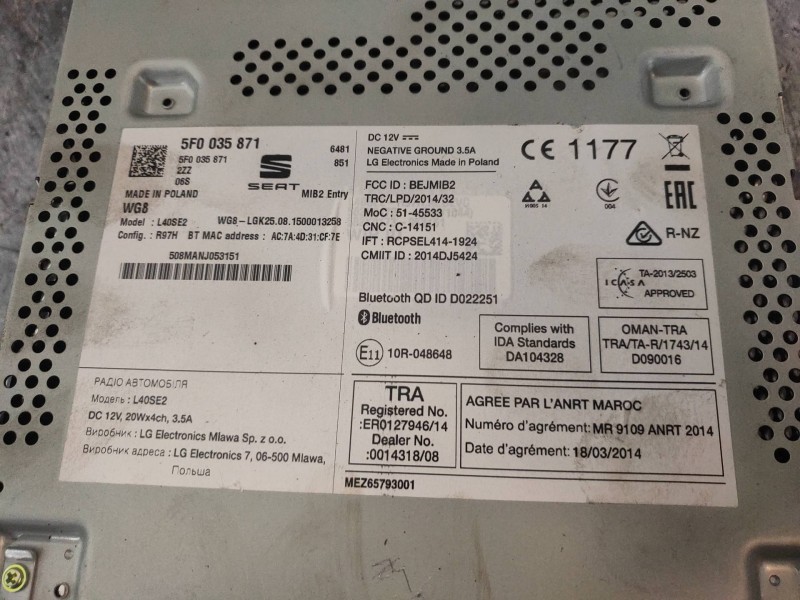 5F0 035 871
5F0 035 871
2ZZ
06S
SEAT
6481
851
MADE IN POLAND
MIB2 Entry
WG8
Model : L40SE2
WG8-LGK25.08.1500013258
Config. : R97H BT MAC address : AC:7A:4D:31:CF:7E
508MANJ053151
РАДІО АВТОМОБІЛЯ
Модель: L40SE2
DC 12V, 20Wx4ch, 3.5A
Виробник : LG Electronics Mlawa Sp. z o.o.
Виробник адреса : LG Electronics 7, 06-500 Mlawa,
Польша
DC 12V
NEGATIVE GROUND 3.5A
LG Electronics Made in Poland
CE 1177
FCC ID : BEJMIB2
TRC/LPD/2014/32
MoC : 51-45533
CNC : C-14151
IFT : RCPSEL414-1924
CMIIT ID : 2014DJ5424
EAC
R-NZ
ICASA
TA-2013/2503
APPROVED
Bluetooth QD ID D022251
Bluetooth
E11 10R-048648
Complies with
IDA Standards
DA104328
OMAN-TRA
TRA/TA-R/1743/14
D090016
TRA
Registered No.
:ER0127946/14
Dealer No.
:0014318/08
AGREE PAR L'ANRT MAROC
Numéro d'agrément: MR 9109 ANRT 2014
Date d'agrément: 18/03/2014
MEZ65793001